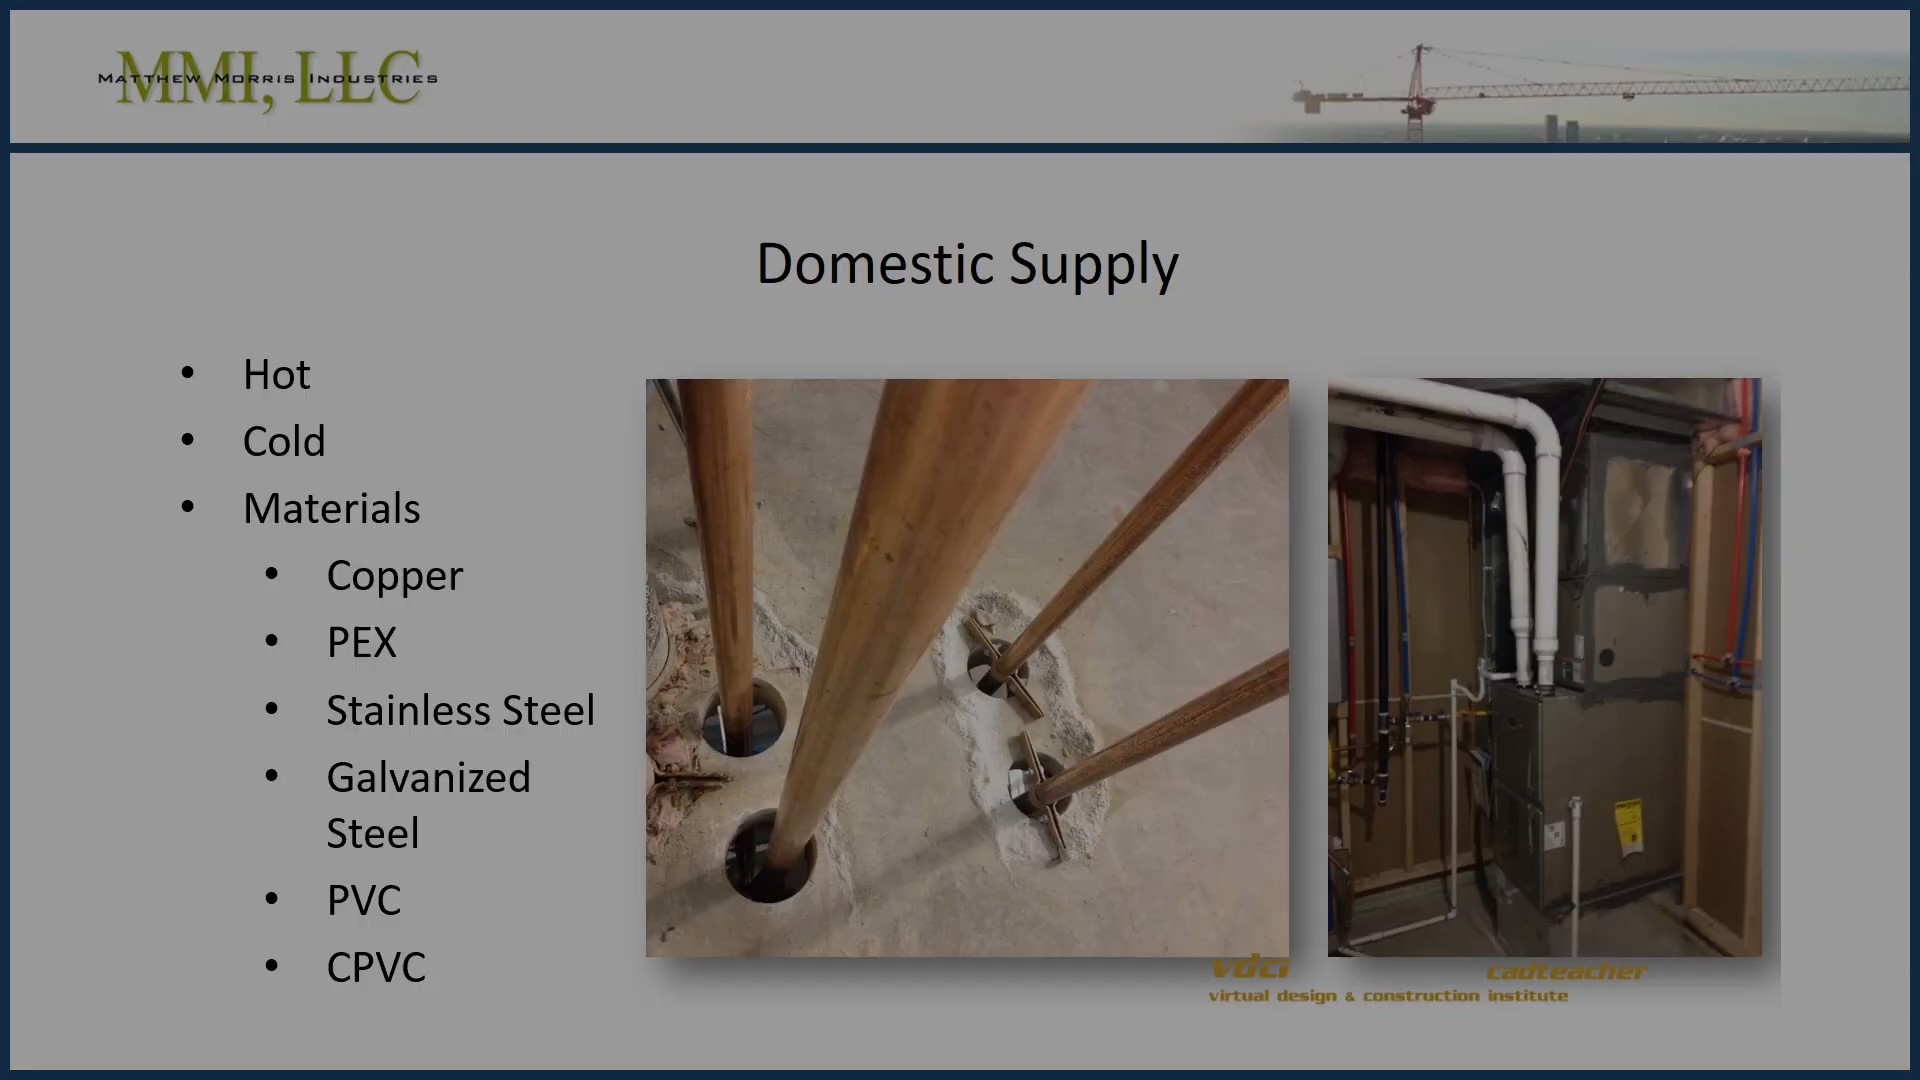 MMI, LLC
MATTHEW MORRIS INDUSTRIES
Domestic Supply
• Hot
• Cold
• Materials
• Copper
• PEX
• Stainless Steel
• Galvanized
Steel
• PVC
• CPVC
vdci
cadteacher
virtual design & construction institute